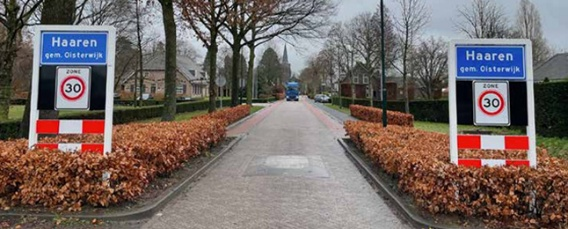 Haaren
gem. Oisterwijk
ZONE
30
Haaren
gem. Oisterwijk
ZONE
30